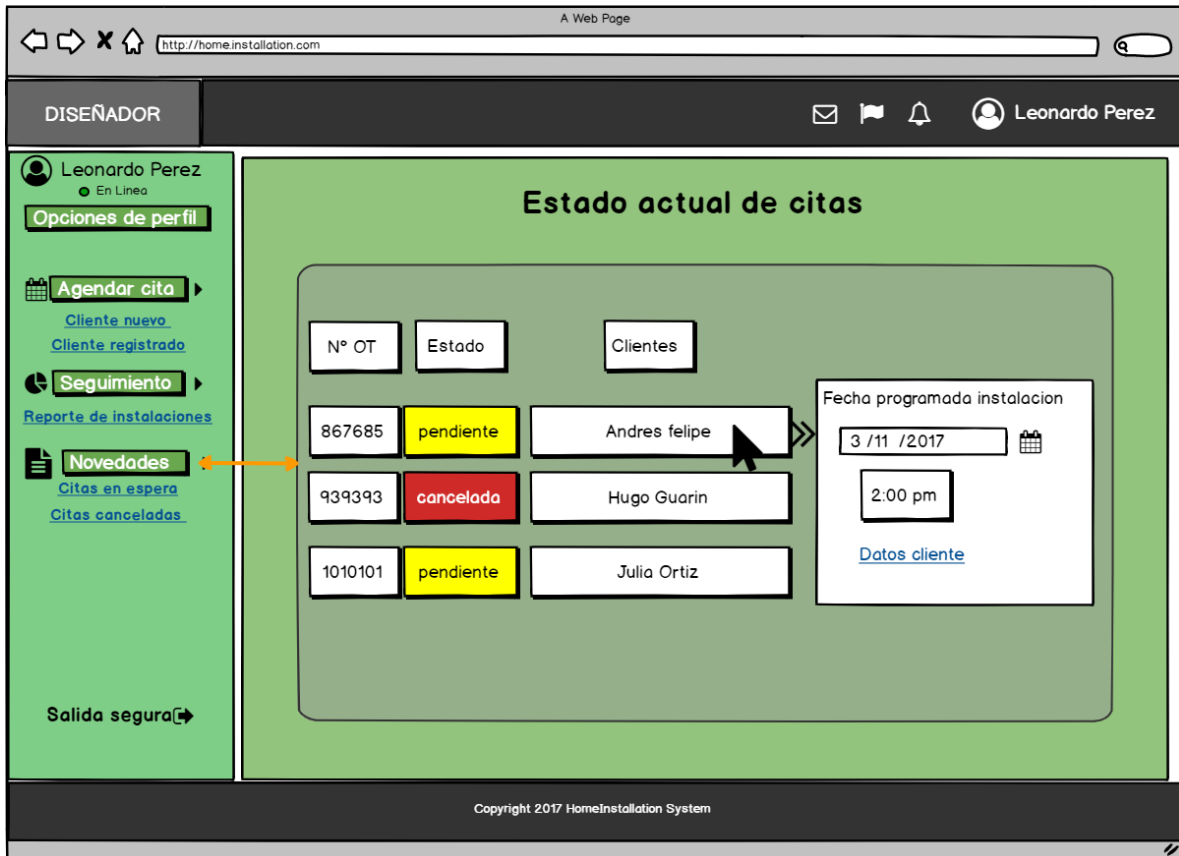 A Web Page
http://home.installation.com
DISEÑADOR
Leonardo Perez
Leonardo Perez
En Linea
Opciones de perfil
Agendar cita
Cliente nuevo
Cliente registrado
Seguimiento
Reporte de instalaciones
Novedades
Citas en espera
Citas canceladas
Salida segura
Estado actual de citas
N° OT Estado Clientes
867685 pendiente Andres felipe
939393 cancelada Hugo Guarin
1010101 pendiente Julia Ortiz
Fecha programada instalacion
3 /11 /2017
2:00 pm
Datos cliente
Copyright 2017 HomeInstallation System